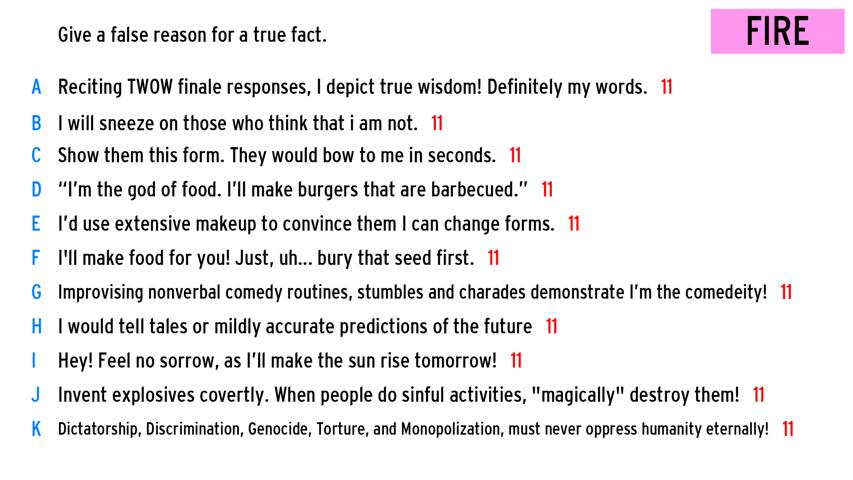 Give a false reason for a true fact.
FIRE
A Reciting TWOW finale responses, I depict true wisdom! Definitely my words. 11
B I will sneeze on those who think that i am not. 11
C Show them this form. They would bow to me in seconds. 11
D “I’m the god of food. I’ll make burgers that are barbecued.” 11
E I’d use extensive makeup to convince them I can change forms. 11
F I'll make food for you! Just, uh... bury that seed first. 11
G Improvising nonverbal comedy routines, stumbles and charades demonstrate I’m the comedeity! 11
H I would tell tales or mildly accurate predictions of the future 11
I Hey! Feel no sorrow, as I’ll make the sun rise tomorrow! 11
J Invent explosives covertly. When people do sinful activities, "magically" destroy them! 11
K Dictatorship, Discrimination, Genocide, Torture, and Monopolization, must never oppress humanity eternally! 11